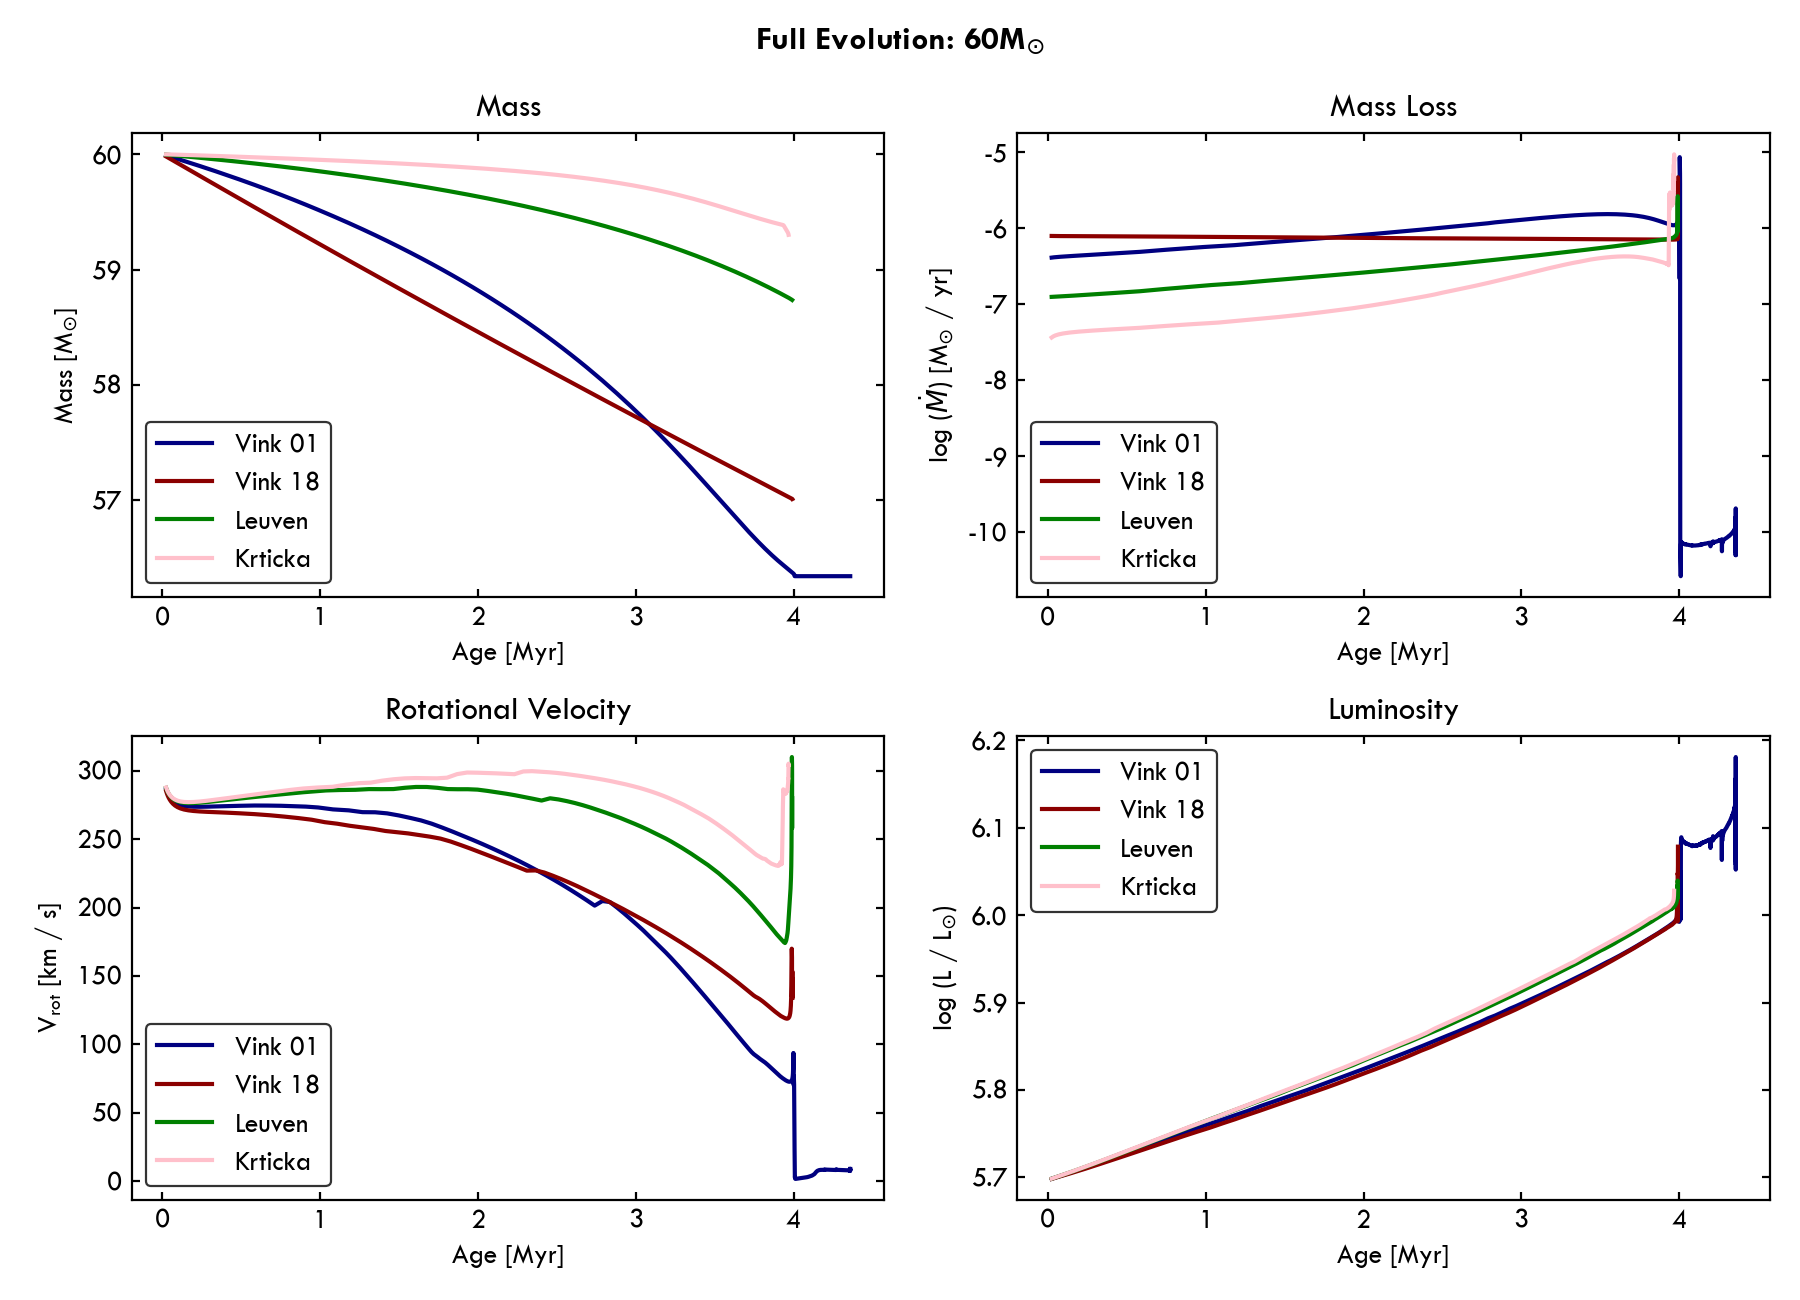 Full Evolution: 60M⊙
Mass
Mass [M⊙]
60
59
58
57
Vink 01
Vink 18
Leuven
Krticka
0 1 2 3 4
Age [Myr]
Mass Loss
log (Ṁ) [M⊙ / yr]
-5
-6
-7
-8
-9
-10
Vink 01
Vink 18
Leuven
Krticka
0 1 2 3 4
Age [Myr]
Rotational Velocity
Vrot [km / s]
300
250
200
150
100
50
0
Vink 01
Vink 18
Leuven
Krticka
0 1 2 3 4
Age [Myr]
Luminosity
log (L / L⊙)
6.2
6.1
6.0
5.9
5.8
5.7
Vink 01
Vink 18
Leuven
Krticka
0 1 2 3 4
Age [Myr]